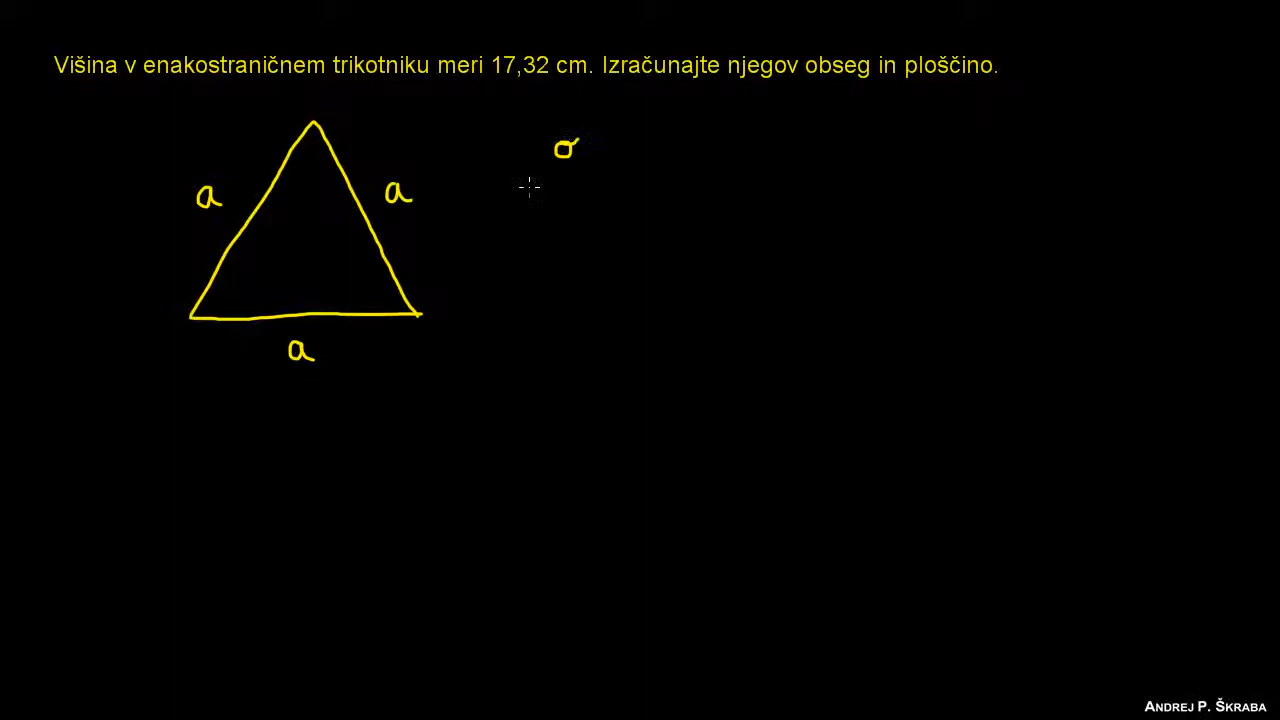 Višina v enakostraničnem trikotniku meri 17,32 cm. Izračunajte njegov obseg in ploščino.
o
a
a
a
ANDREJ P. ŠKRABA